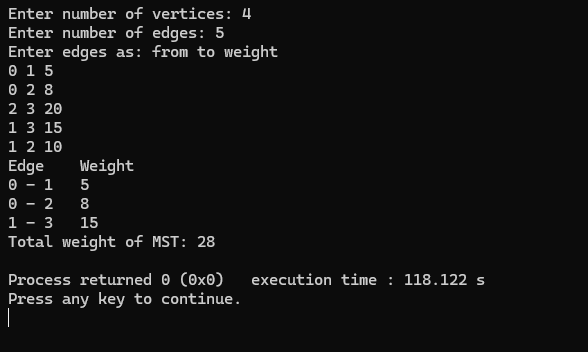 Enter number of vertices: 4
Enter number of edges: 5
Enter edges as: from to weight
0 1 5
0 2 8
2 3 20
1 3 15
1 2 10
Edge    Weight
0 - 1   5
0 - 2   8
1 - 3   15
Total weight of MST: 28
Process returned 0 (0x0)   execution time : 118.122 s
Press any key to continue.